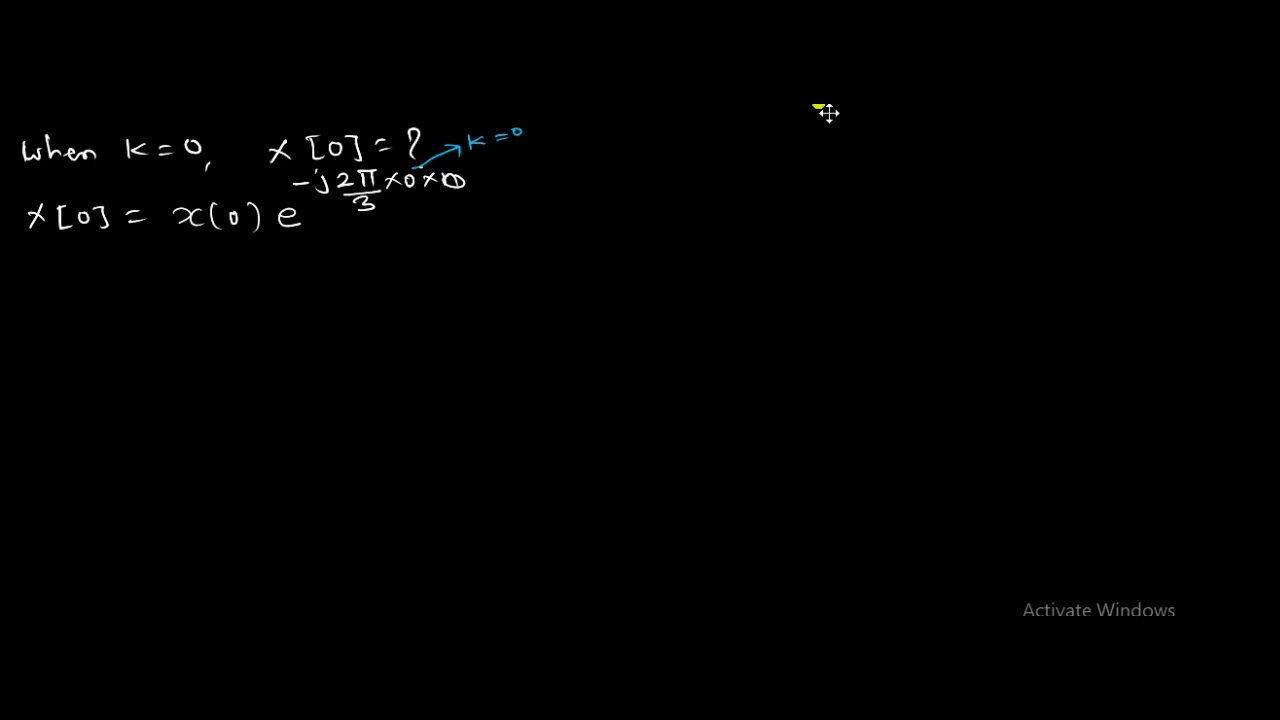 When K=0, X[0]=? → K=0
X[0] = x(0) e^{-j 2π/3 ×0×0}
Activate Windows